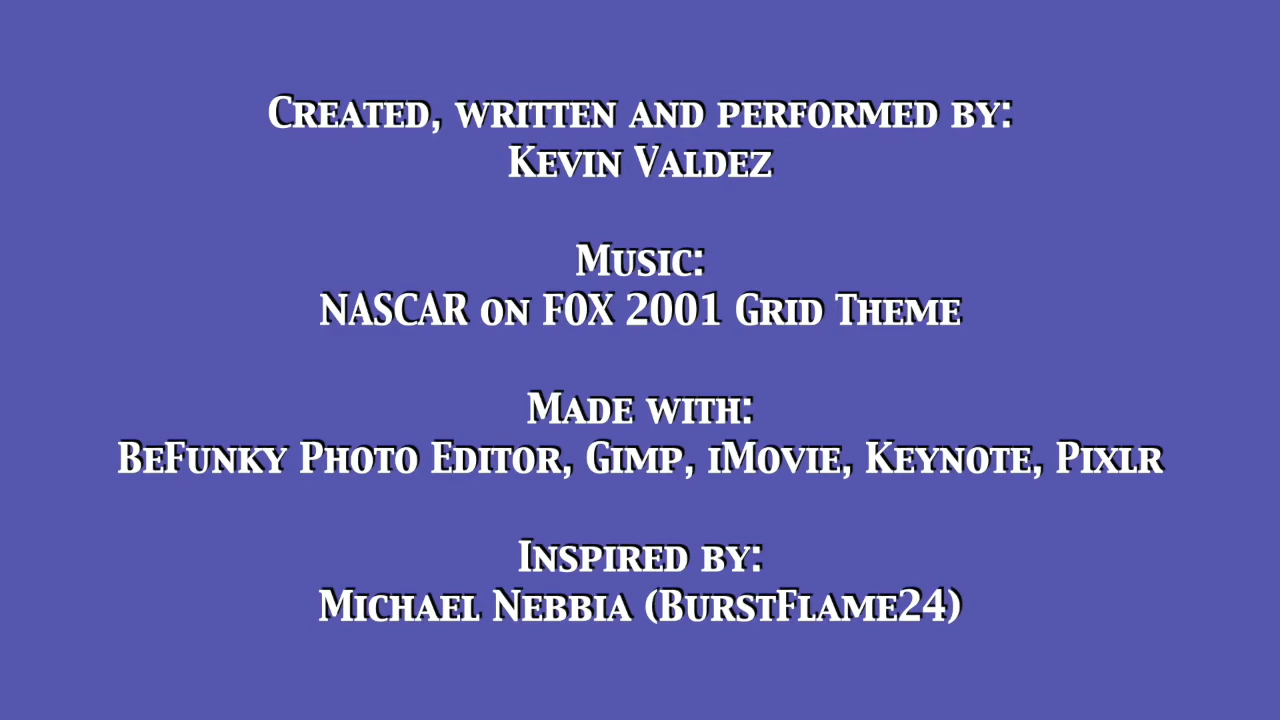 Created, written and performed by:
Kevin Valdez
Music:
NASCAR on FOX 2001 Grid Theme
Made with:
BeFunky Photo Editor, Gimp, iMovie, Keynote, Pixlr
Inspired by:
Michael Nebbia (BurstFlame24)